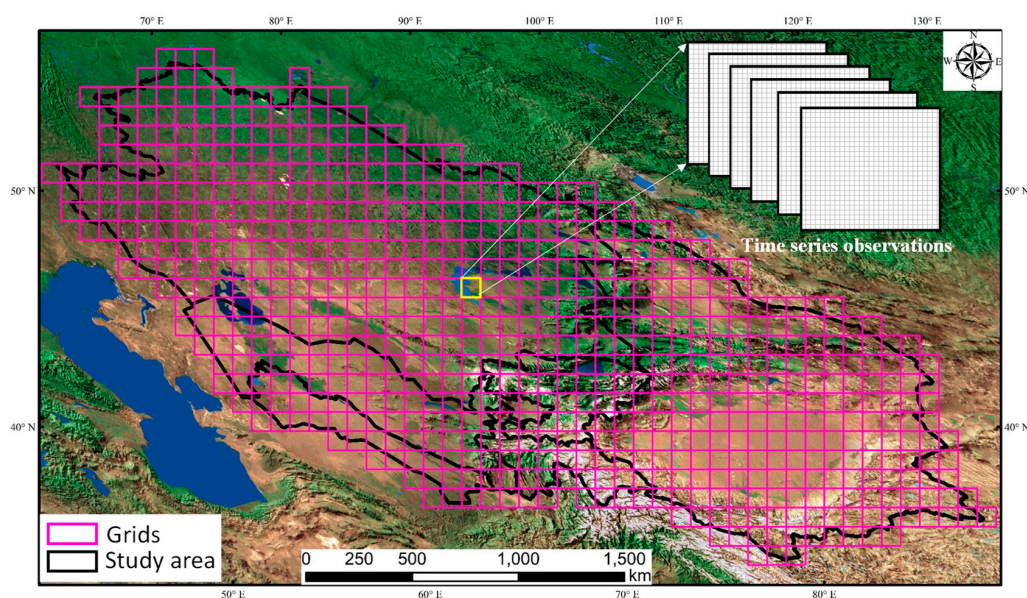 70° E 80° E 90° E 100° E 110° E 120° E 130° E
N
W E
S
50° N 50° N
Time series observations
40° N 40° N
Grids
Study area
0 250 500 1,000 1,500
km
50° E 60° E 70° E 80° E